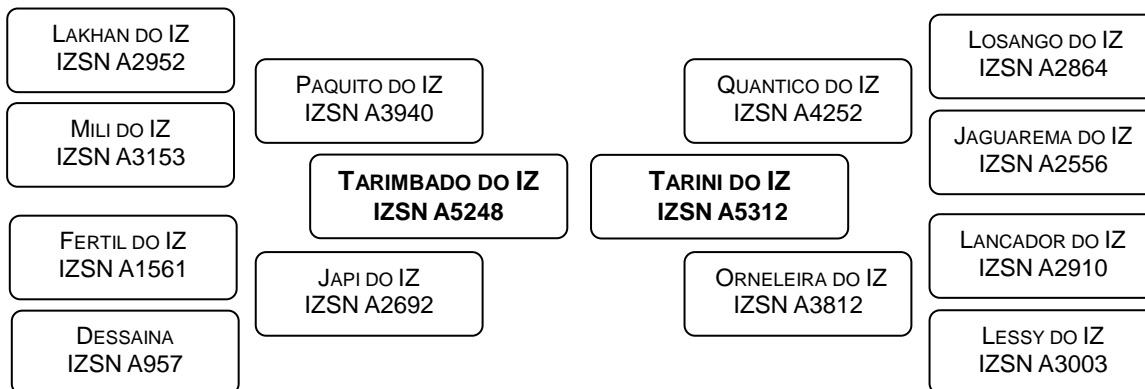 LAKHAN DO IZ
IZSN A2952
MILI DO IZ
IZSN A3153
FERTIL DO IZ
IZSN A1561
DESSAINA
IZSN A957
PAQUITO DO IZ
IZSN A3940
JAPI DO IZ
IZSN A2692
TARIMBADO DO IZ
IZSN A5248
TARINI DO IZ
IZSN A5312
QUANTICO DO IZ
IZSN A4252
ORNELEIRA DO IZ
IZSN A3812
LOSANGO DO IZ
IZSN A2864
JAGUAREMA DO IZ
IZSN A2556
LANCADOR DO IZ
IZSN A2910
LESSY DO IZ
IZSN A3003